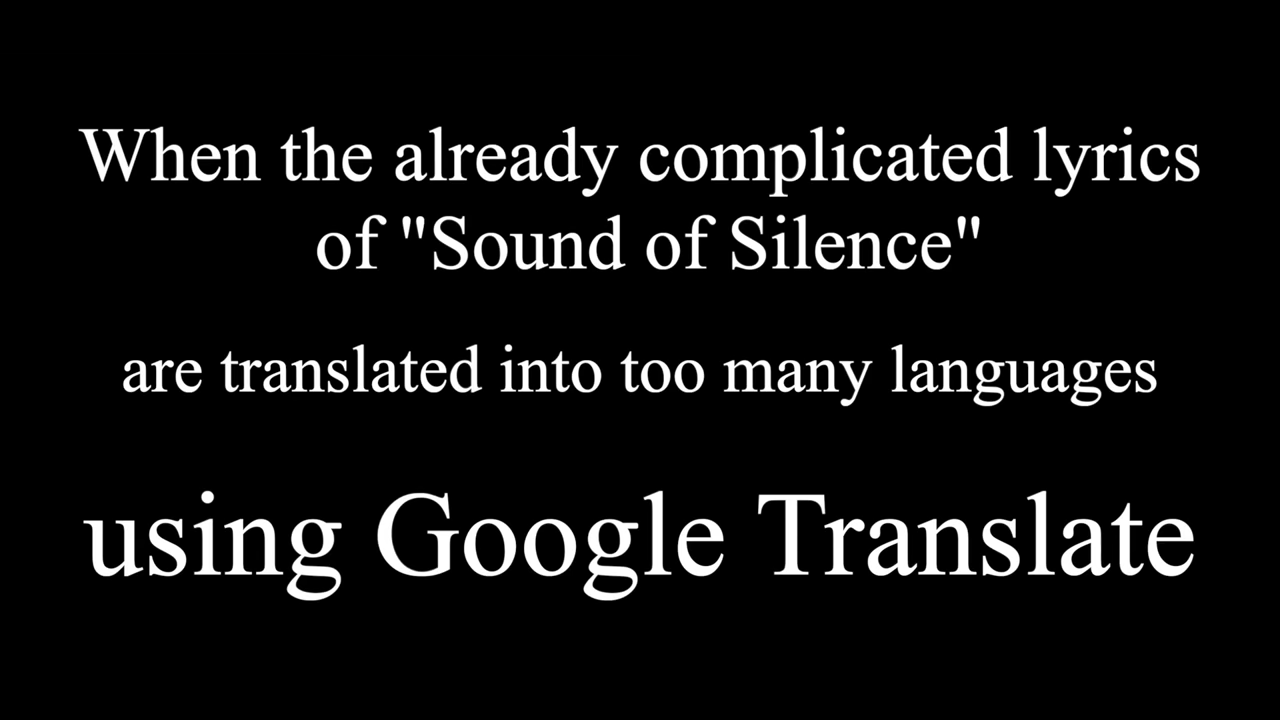 When the already complicated lyrics
of "Sound of Silence"
are translated into too many languages
using Google Translate